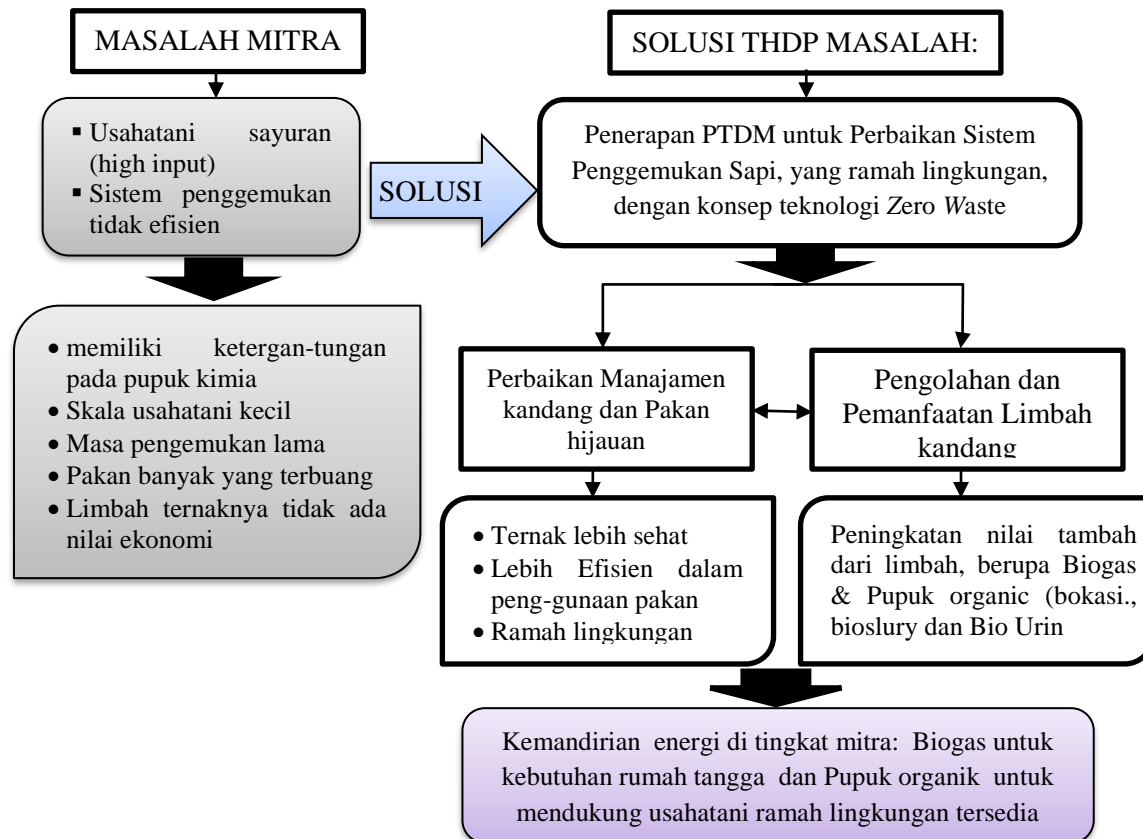 MASALAH MITRA
▪ Usahatani sayuran
(high input)
▪ Sistem penggemukan
tidak efisien
• memiliki ketergan-tungan
pada pupuk kimia
• Skala usahatani kecil
• Masa pengemukan lama
• Pakan banyak yang terbuang
• Limbah ternaknya tidak ada
nilai ekonomi
SOLUSI
SOLUSI THDP MASALAH:
Penerapan PTDM untuk Perbaikan Sistem
Penggemukan Sapi, yang ramah lingkungan,
dengan konsep teknologi Zero Waste
Perbaikan Manajamen
kandang dan Pakan
hijauan
Pengolahan dan
Pemanfaatan Limbah
kandang
• Ternak lebih sehat
• Lebih Efisien dalam
peng-gunaan pakan
• Ramah lingkungan
Peningkatan nilai tambah
dari limbah, berupa Biogas
& Pupuk organic (bokasi.,
bioslury dan Bio Urin
Kemandirian energi di tingkat mitra: Biogas untuk
kebutuhan rumah tangga dan Pupuk organik untuk
mendukung usahatani ramah lingkungan tersedia